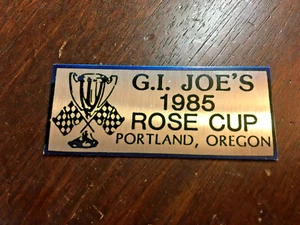 G.I. JOE'S
1985
ROSE CUP
PORTLAND, OREGON